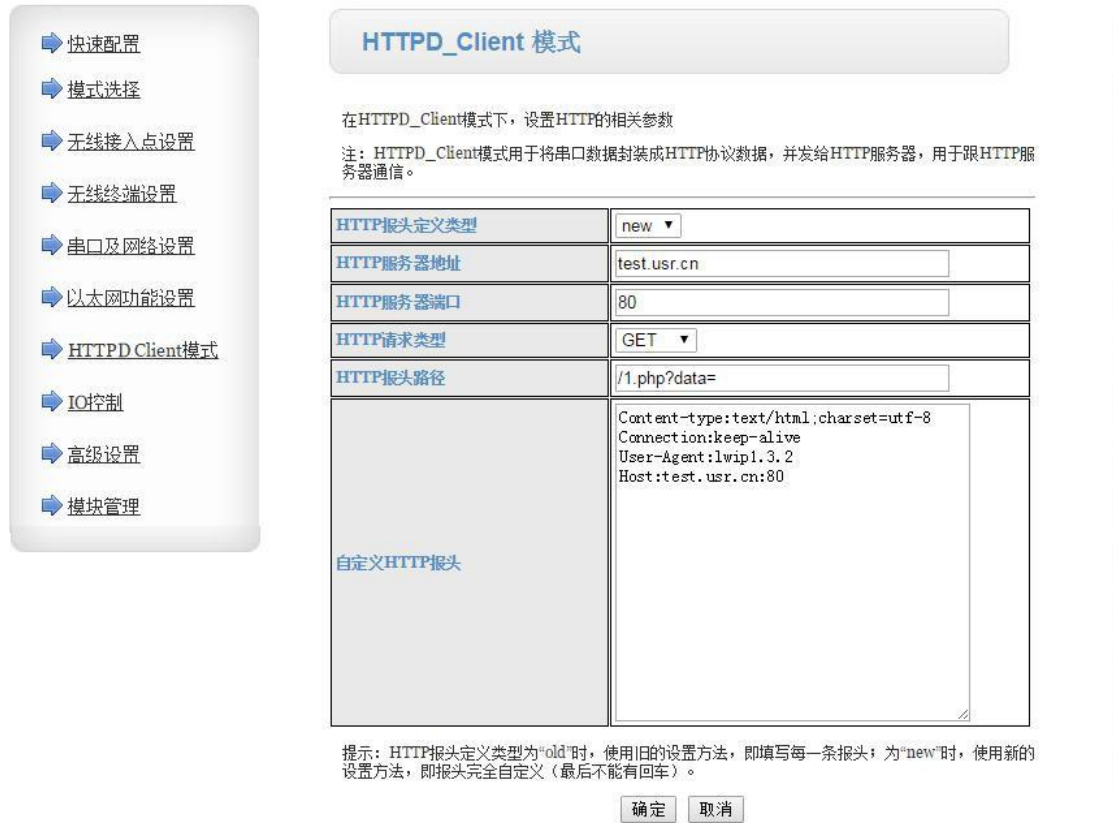 快速配置
模式选择
无线接入点设置
无线终端设置
串口及网络设置
以太网功能设置
HTTPD Client模式
IO控制
高级设置
模块管理
HTTPD_Client 模式
在HTTPD_Client模式下，设置HTTP的相关参数
注：HTTPD_Client模式用于将串口数据封装成HTTP协议数据，并发给HTTP服务器，用于跟HTTP服
务器通信。
HTTP报头定义类型 new
HTTP服务器地址 test.usr.cn
HTTP服务器端口 80
HTTP请求类型 GET
HTTP报头路径 /1.php?data=
自定义HTTP报头
Content-type:text/html;charset=utf-8
Connection:keep-alive
User-Agent:lwip1.3.2
Host:test.usr.cn:80
提示：HTTP报头定义类型为“old”时，使用旧的设置方法，即填写每一条报头；为“new”时，使用新的
设置方法，即报头完全自定义（最后不能有回车）。
确定 取消